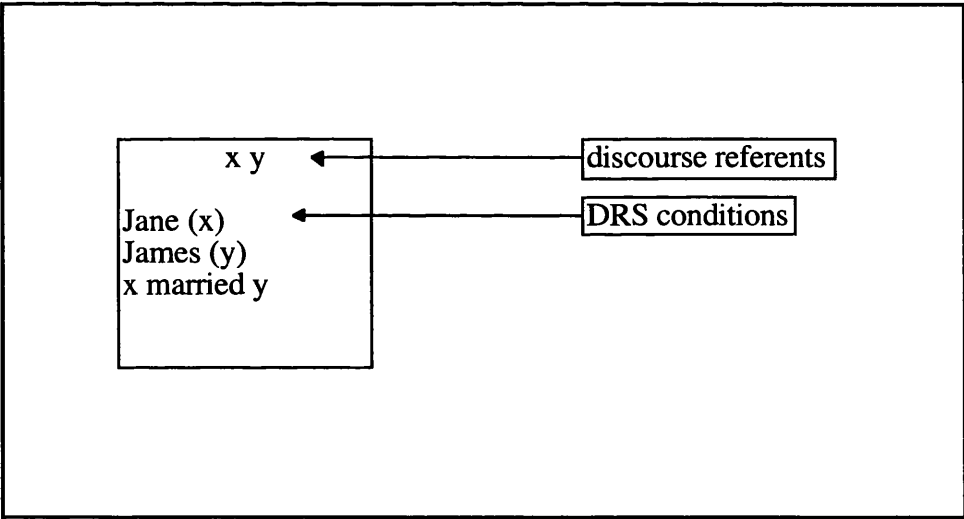 x y
discourse referents
Jane (x)
DRS conditions
James (y)
x married y